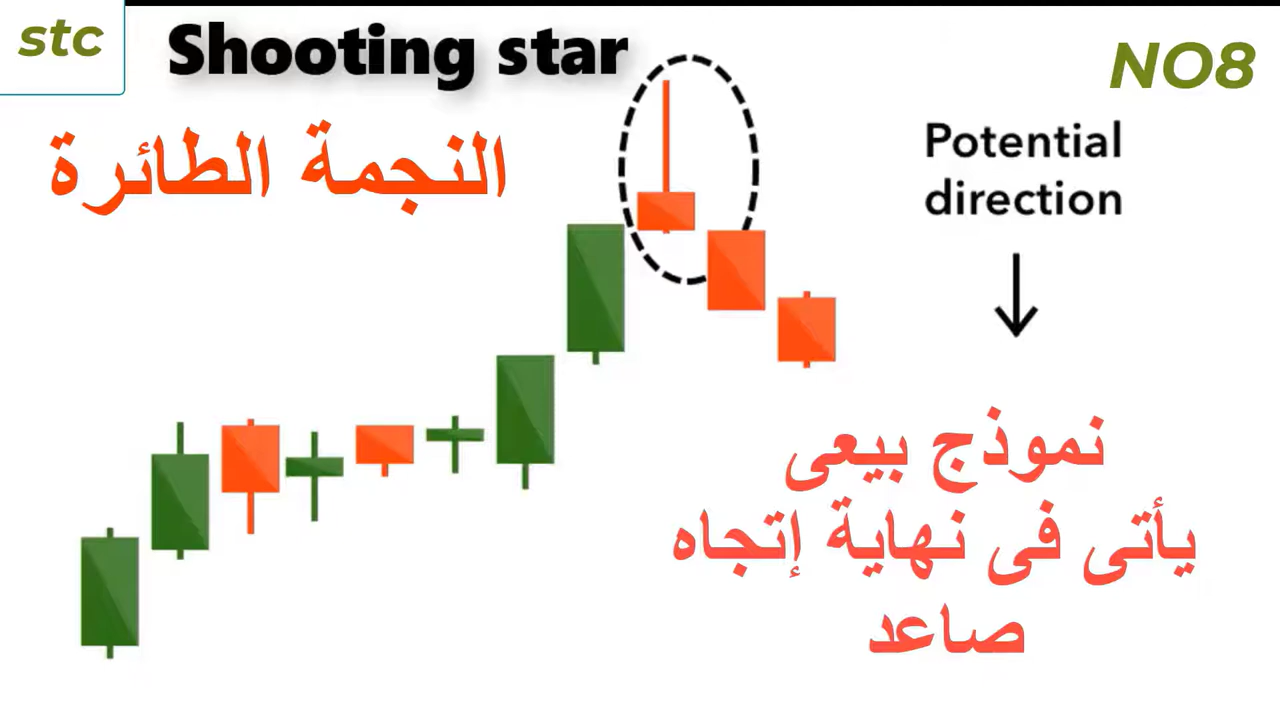 stc
Shooting star
NO8
النجمة الطائرة
Potential
direction
نموذج بيعى
يأتى فى نهاية إتجاه
صاعد